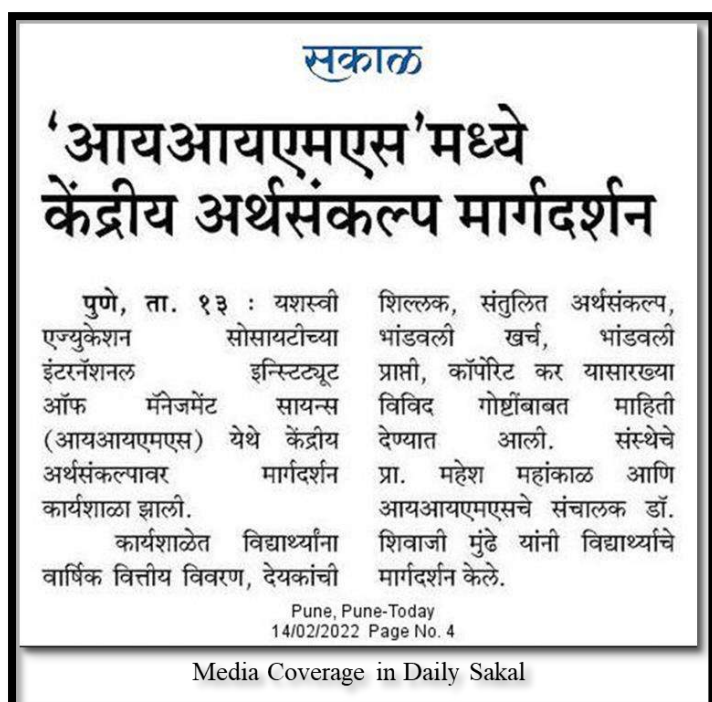 सकाळ
‘आयआयएमएस’मध्ये
केंद्रीय अर्थसंकल्प मार्गदर्शन
पुणे, ता. १३ : यशस्वी
एज्युकेशन सोसायटीच्या
इंटरनॅशनल इन्स्टिट्यूट
ऑफ मॅनेजमेंट सायन्स
(आयआयएमएस) येथे केंद्रीय
अर्थसंकल्पावर मार्गदर्शन
कार्यशाळा झाली.
कार्यशाळेत विद्यार्थ्यांना
वार्षिक वित्तीय विवरण, देयकांची
शिल्लक, संतुलित अर्थसंकल्प,
भांडवली खर्च, भांडवली
प्राप्ती, कॉर्पोरेट कर यासारख्या
विविद गोष्टींबाबत माहिती
देण्यात आली. संस्थेचे
प्रा. महेश महांकाळ आणि
आयआयएमएसचे संचालक डॉ.
शिवाजी मुंढे यांनी विद्यार्थ्यांचे
मार्गदर्शन केले.
Pune, Pune-Today
14/02/2022 Page No. 4
Media Coverage in Daily Sakal